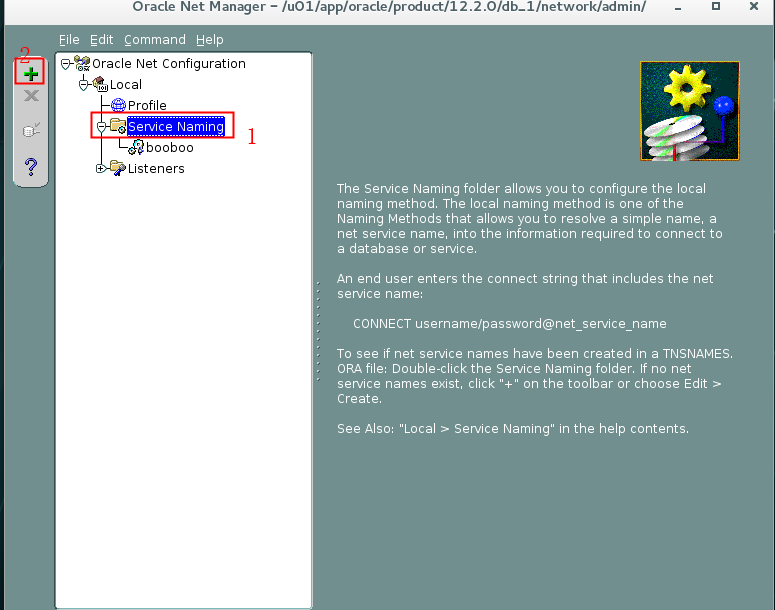 Oracle Net Manager – /u01/app/oracle/product/12.2.0/db_1/network/admin/
File Edit Command Help
2
Oracle Net Configuration
Local
Profile
Service Naming
1
booboo
Listeners
The Service Naming folder allows you to configure the local
naming method. The local naming method is one of the
Naming Methods that allows you to resolve a simple name, a
net service name, into the information required to connect to
a database or service.
An end user enters the connect string that includes the net
service name:
CONNECT username/password@net_service_name
To see if net service names have been created in a TNSNAMES.
ORA file: Double-click the Service Naming folder. If no net
service names exist, click "+" on the toolbar or choose Edit >
Create.
See Also: "Local > Service Naming" in the help contents.